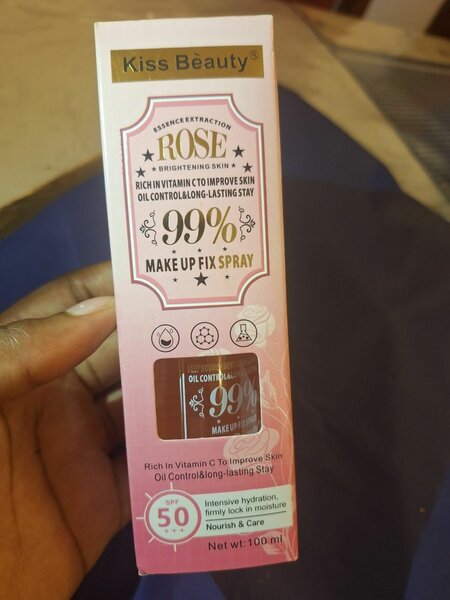 Kiss Bèauty®
ESSENCE EXTRACTION
ROSE
BRIGHTENING SKIN
RICH IN VITAMIN C TO IMPROVE SKIN
OIL CONTROL&LONG-LASTING STAY
99%
MAKE UP FIX SPRAY
OIL CONTROL&
99%
MAKE UP FIX
Rich In Vitamin C To Improve Skin
Oil Control&long-lasting Stay
SPF
50
+++
Intensive hydration,
firmly lock in moisture
Nourish & Care
Net wt: 100 ml